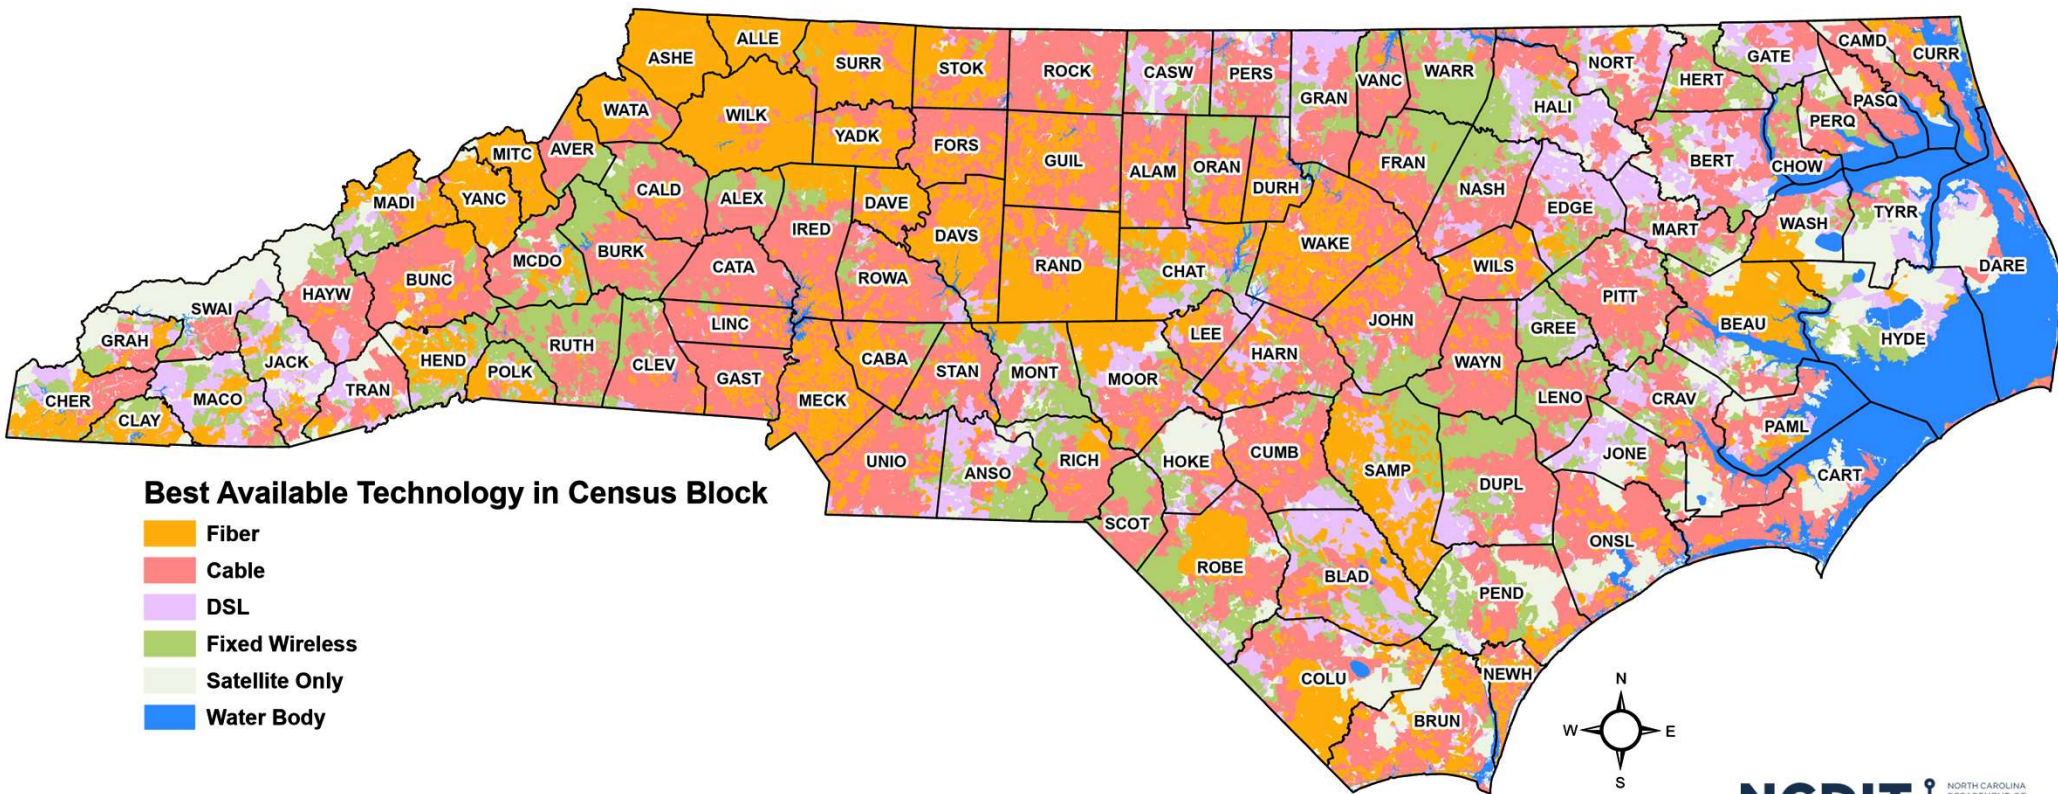 ASHE
ALLE
SURR
STOK
ROCK
CASW
PERS
GRAN
VANC
WARR
NORT
HALI
HERT
GATE
CAMD
CURR
PASQ
PERQ
CHOW
BERT
WATA
WILK
YADK
FORS
GUIL
ALAM
ORAN
DURH
FRAN
NASH
EDGE
MART
WASH
TYRR
DARE
MITC
AVER
CALD
ALEX
IRED
DAVE
DAVS
RAND
CHAT
WAKE
WILS
PITT
BEAU
HYDE
MADI
YANC
MCDO
BURK
CATA
ROWA
BUNC
HAYW
SWAI
GRAH
JACK
HEND
POLK
RUTH
CLEV
LINC
GAST
MECK
CABA
STAN
MONT
MOOR
LEE
HARN
JOHN
WAYN
GREE
LENO
CRAV
PAML
CHER
CLAY
MACO
TRAN
UNIO
ANSO
RICH
HOKE
SCOT
CUMB
SAMP
DUPL
JONE
CART
ONSL
ROBE
BLAD
PEND
COLU
BRUN
NEWH
Best Available Technology in Census Block
Fiber
Cable
DSL
Fixed Wireless
Satellite Only
Water Body
N
W
E
S
NCDIT
NORTH CAROLINA